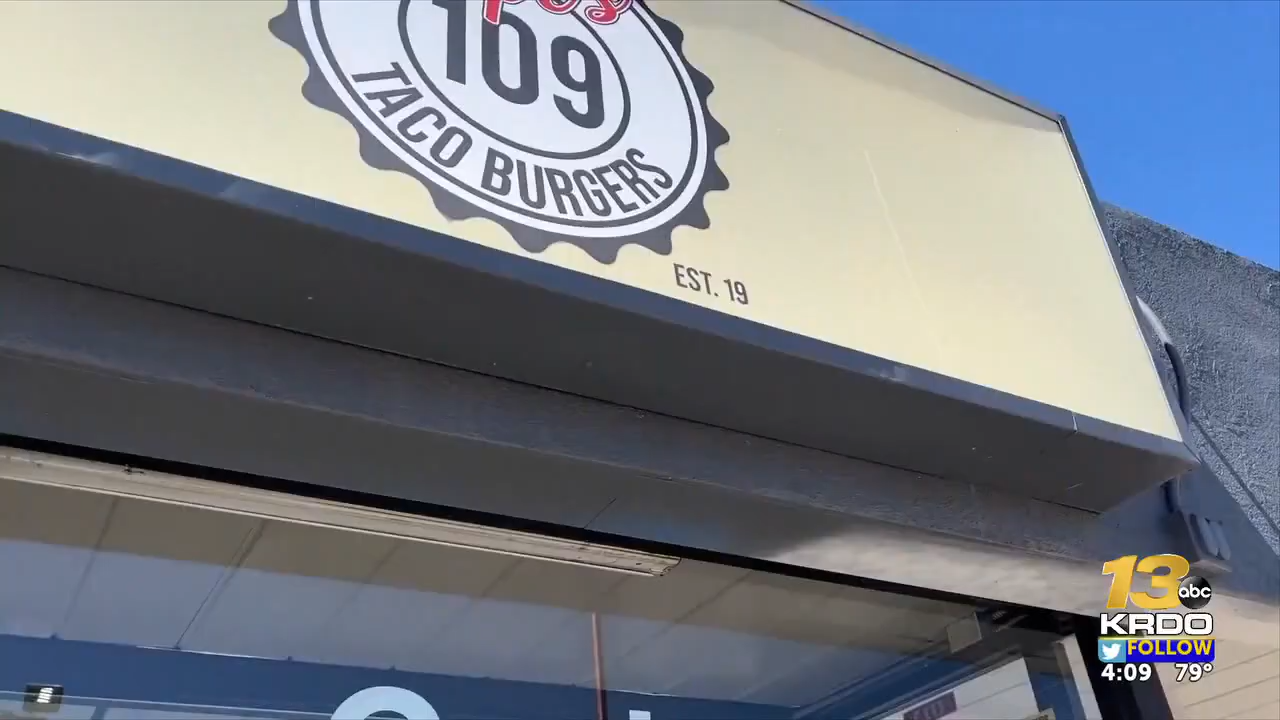 109
TACO BURGERS
EST. 19
13
abc
KRDO
FOLLOW
4:09 79°